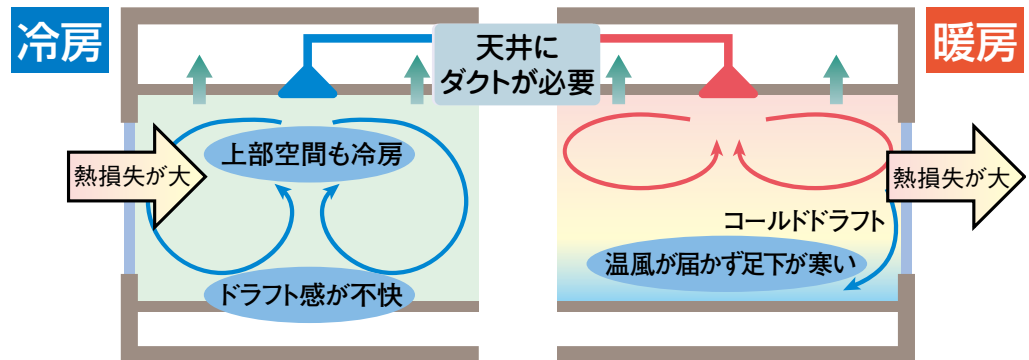 冷房
天井に
ダクトが必要
暖房
上部空間も冷房
熱損失が大
ドラフト感が不快
熱損失が大
コールドドラフト
温風が届かず足下が寒い